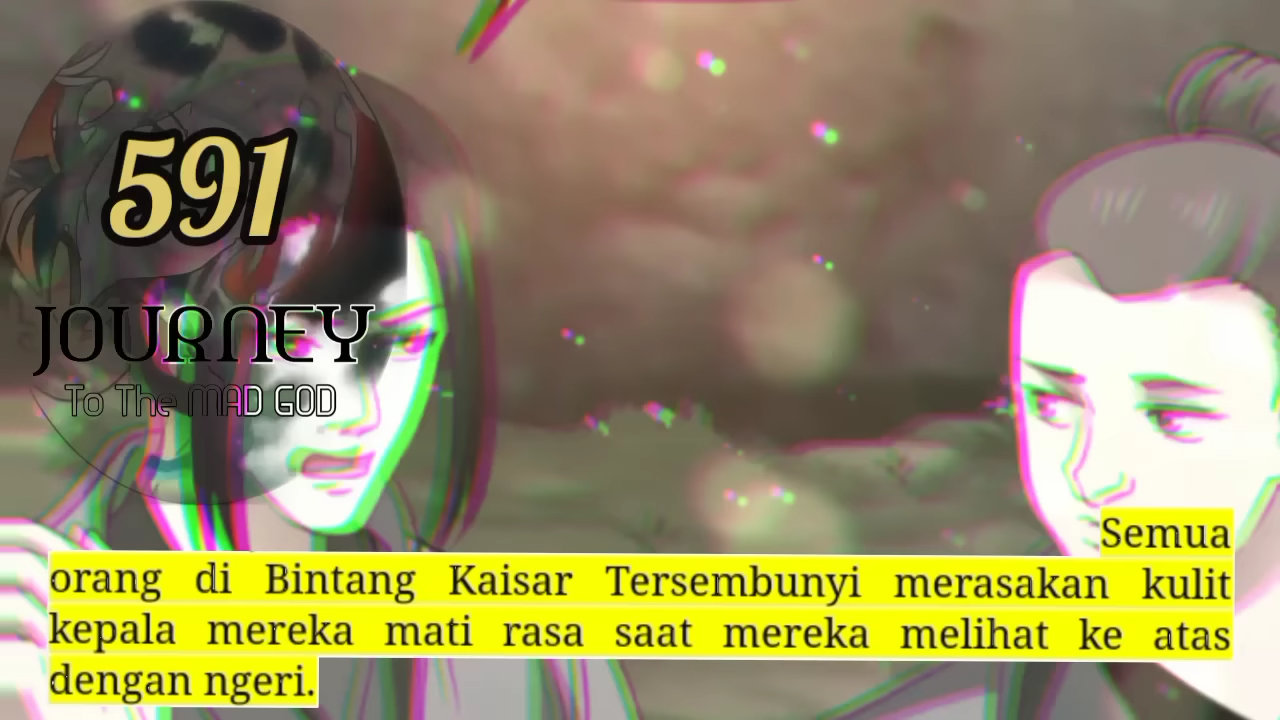 591
JOURNEY
To The MAD GOD
Semua
orang di Bintang Kaisar Tersembunyi merasakan kulit
kepala mereka mati rasa saat mereka melihat ke atas
dengan ngeri.